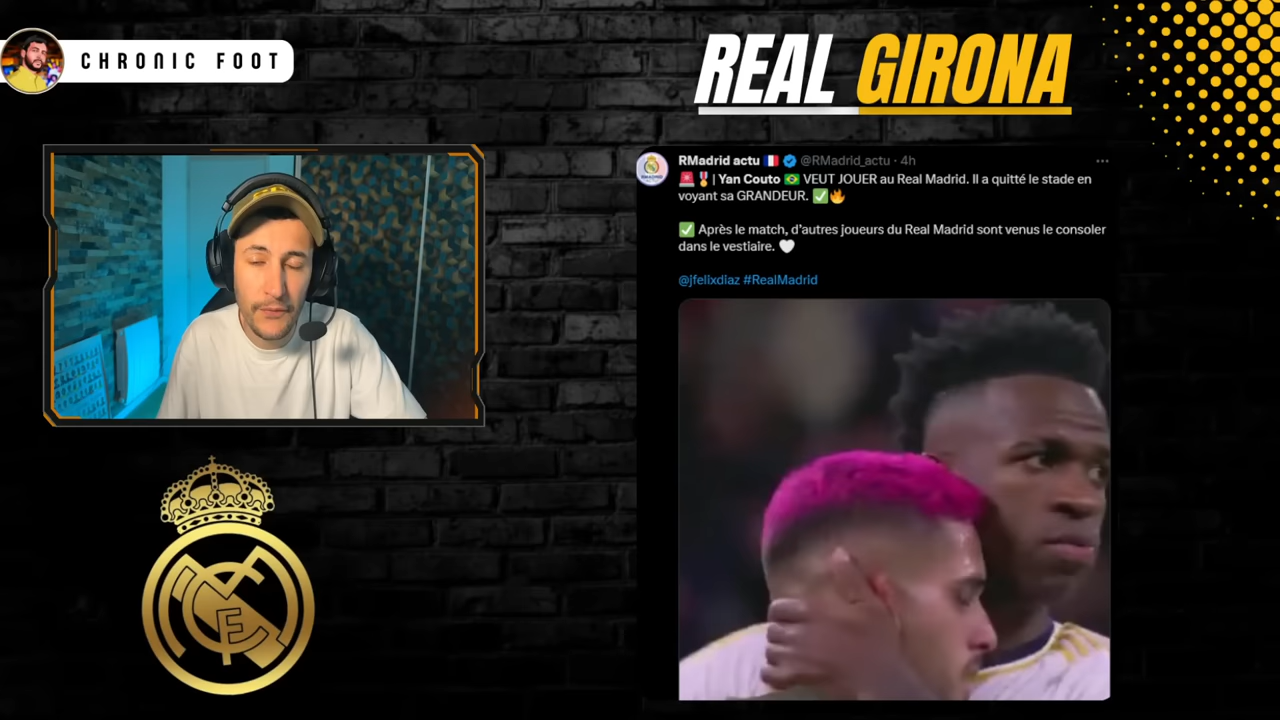 CHRONIC FOOT
REAL GIRONA
RMadrid actu 🇫🇷 @RMadrid_actu · 4h
🚨🎖️| Yan Couto 🇧🇷 VEUT JOUER au Real Madrid. Il a quitté le stade en
voyant sa GRANDEUR. ✅🔥
✅ Après le match, d'autres joueurs du Real Madrid sont venus le consoler
dans le vestiaire. 🤍
@jfelixdiaz #RealMadrid